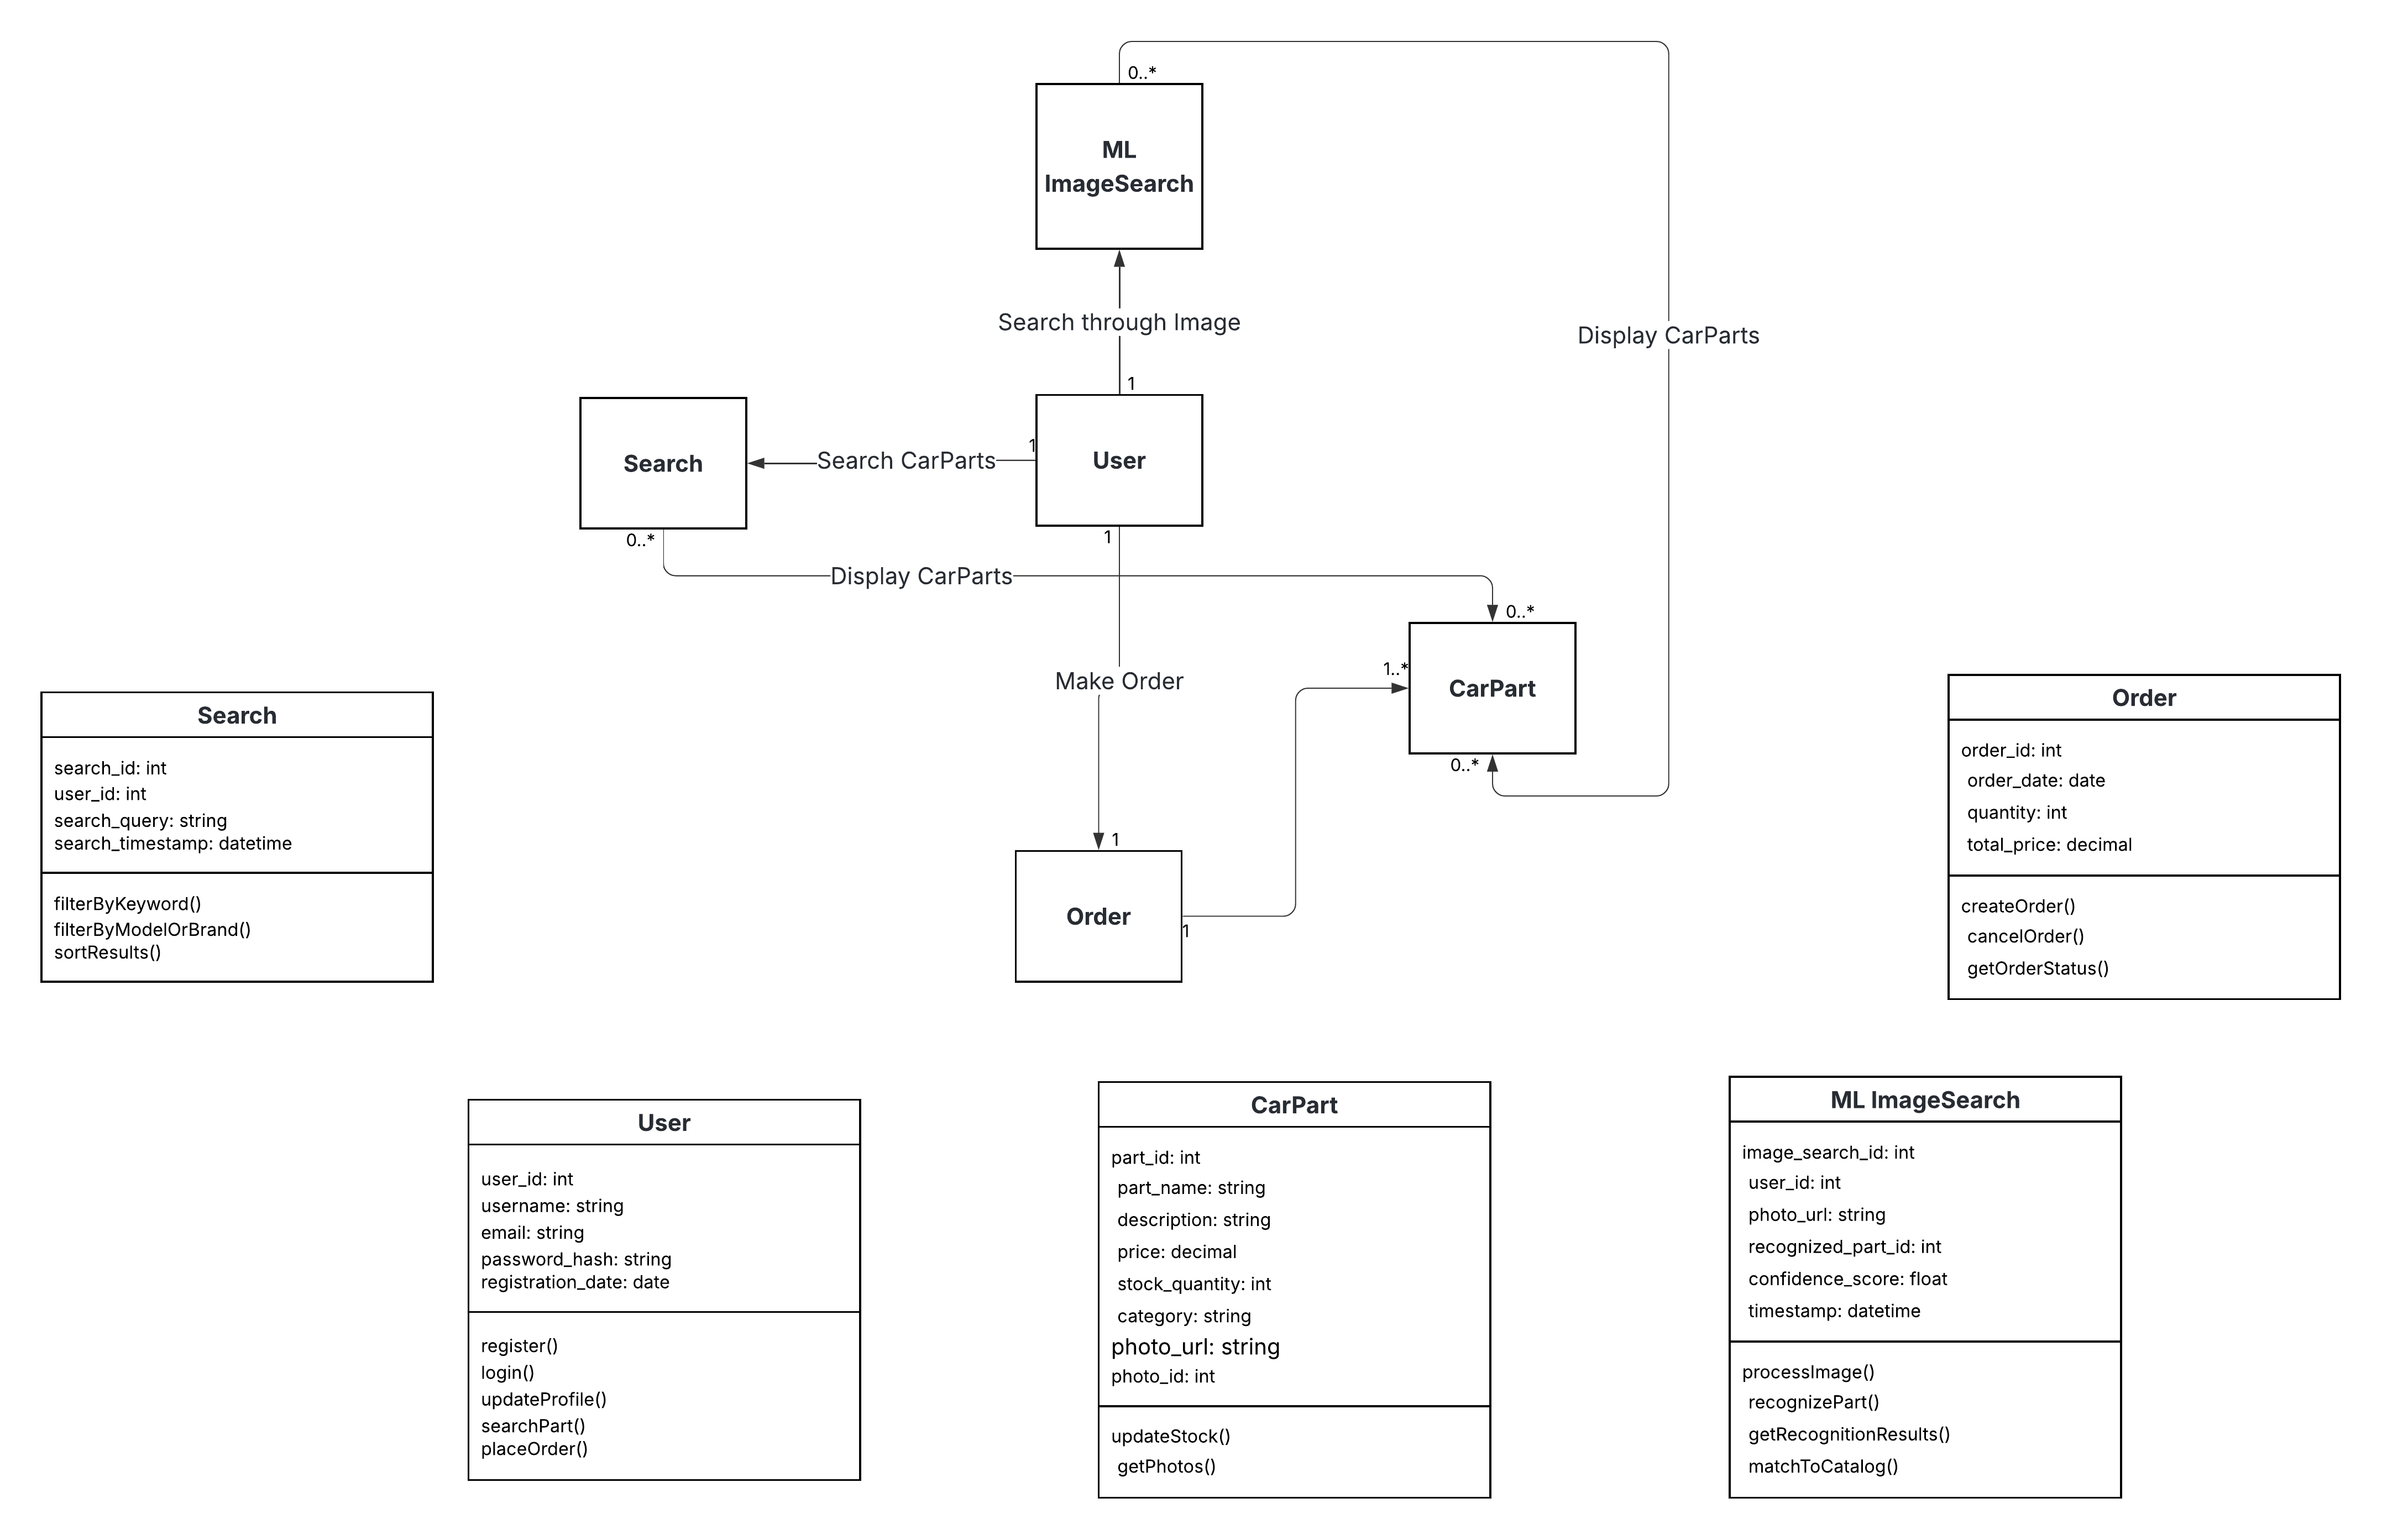 0..*
ML
ImageSearch
Search through Image
Display CarParts
1
Search
1
Search CarParts
User
0..*
1
Display CarParts
0..*
1..*
Make Order
CarPart
0..*
1
Order
1
Search
search_id: int
user_id: int
search_query: string
search_timestamp: datetime
filterByKeyword()
filterByModelOrBrand()
sortResults()
Order
order_id: int
order_date: date
quantity: int
total_price: decimal
createOrder()
cancelOrder()
getOrderStatus()
User
user_id: int
username: string
email: string
password_hash: string
registration_date: date
register()
login()
updateProfile()
searchPart()
placeOrder()
CarPart
part_id: int
part_name: string
description: string
price: decimal
stock_quantity: int
category: string
photo_url: string
photo_id: int
updateStock()
getPhotos()
ML ImageSearch
image_search_id: int
user_id: int
photo_url: string
recognized_part_id: int
confidence_score: float
timestamp: datetime
processImage()
recognizePart()
getRecognitionResults()
matchToCatalog()